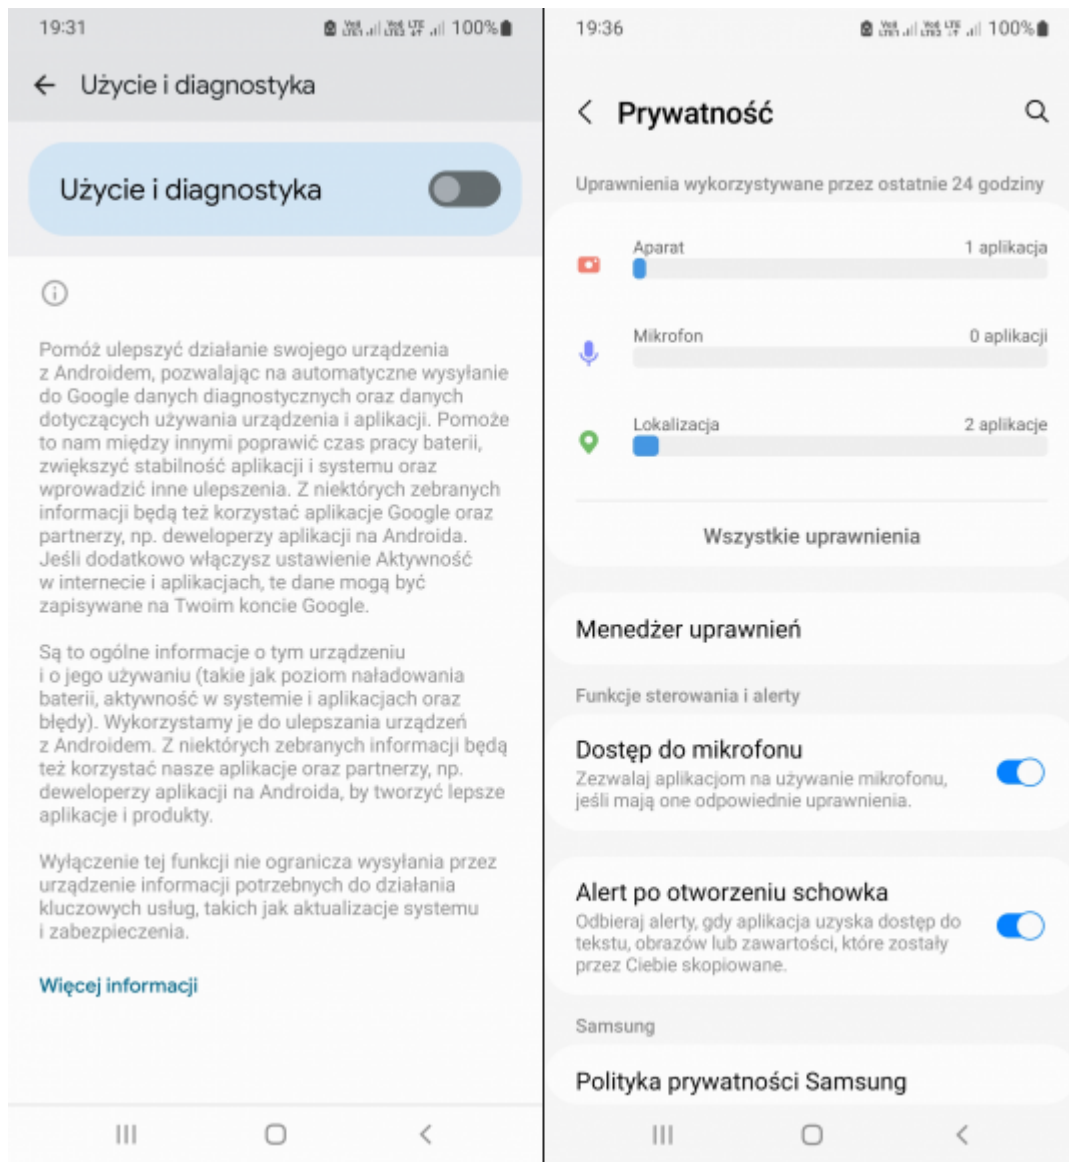 19:31
VoLTE1 VoLTE2 LTE 100%
Użycie i diagnostyka
Użycie i diagnostyka
Pomóż ulepszyć działanie swojego urządzenia
z Androidem, pozwalając na automatyczne wysyłanie
do Google danych diagnostycznych oraz danych
dotyczących używania urządzenia i aplikacji. Pomoże
to nam między innymi poprawić czas pracy baterii,
zwiększyć stabilność aplikacji i systemu oraz
wprowadzić inne ulepszenia. Z niektórych zebranych
informacji będą też korzystać aplikacje Google oraz
partnerzy, np. deweloperzy aplikacji na Androida.
Jeśli dodatkowo włączysz ustawienie Aktywność
w internecie i aplikacjach, te dane mogą być
zapisywane na Twoim koncie Google.
Są to ogólne informacje o tym urządzeniu
i o jego używaniu (takie jak poziom naładowania
baterii, aktywność w systemie i aplikacjach oraz
błędy). Wykorzystamy je do ulepszania urządzeń
z Androidem. Z niektórych zebranych informacji będą
też korzystać nasze aplikacje oraz partnerzy, np.
deweloperzy aplikacji na Androida, by tworzyć lepsze
aplikacje i produkty.
Wyłączenie tej funkcji nie ogranicza wysyłania przez
urządzenie informacji potrzebnych do działania
kluczowych usług, takich jak aktualizacje systemu
i zabezpieczenia.
Więcej informacji
19:36
VoLTE1 VoLTE2 LTE 100%
Prywatność
Uprawnienia wykorzystywane przez ostatnie 24 godziny
Aparat 1 aplikacja
Mikrofon 0 aplikacji
Lokalizacja 2 aplikacje
Wszystkie uprawnienia
Menedżer uprawnień
Funkcje sterowania i alerty
Dostęp do mikrofonu
Zezwalaj aplikacjom na używanie mikrofonu,
jeśli mają one odpowiednie uprawnienia.
Alert po otworzeniu schowka
Odbieraj alerty, gdy aplikacja uzyska dostęp do
tekstu, obrazów lub zawartości, które zostały
przez Ciebie skopiowane.
Samsung
Polityka prywatności Samsung